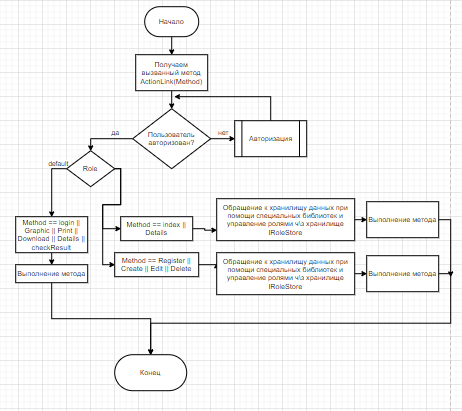 Начало
Получаем
вызванный метод
ActionLink(Method)
Пользователь
авторизован?
да
нет
Авторизация
default
Role
Method == login ||
Graphic || Print ||
Download || Details ||
checkResult
Выполнение метода
Method == index ||
Details
Обращение к хранилищу данных при
помощи специальных библиотек и
управление ролями ч\з хранилище
IRoleStore
Выполнение метода
Method == Register ||
Create || Edit || Delete
Обращение к хранилищу данных при
помощи специальных библиотек и
управление ролями ч\з хранилище
IRoleStore
Выполнение метода
Конец